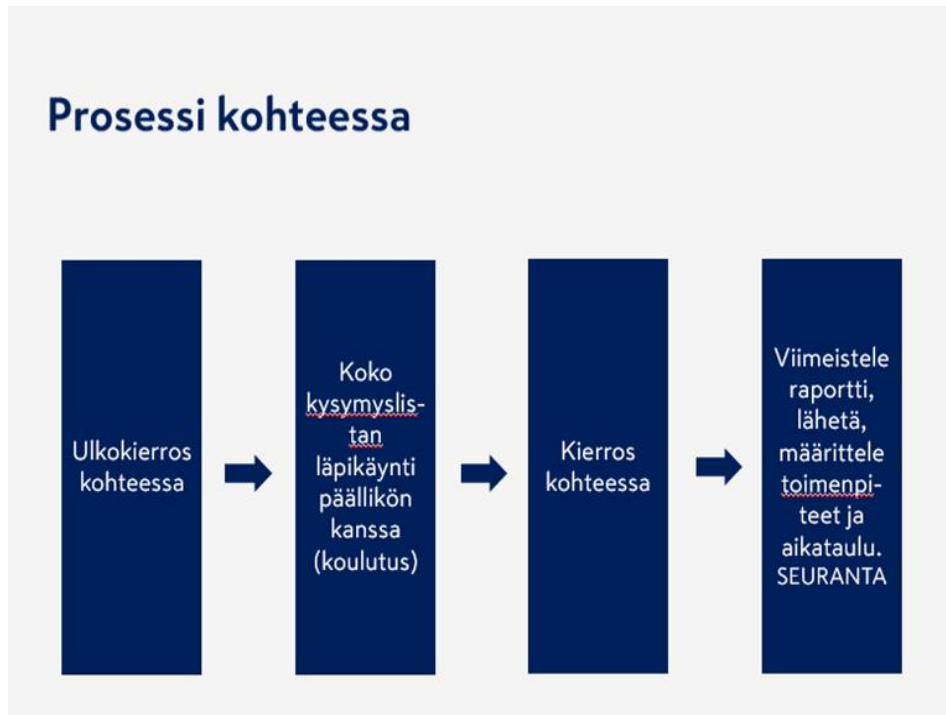 Prosessi kohteessa
Ulkokierros
kohteessa
Koko
kysymyslis-
tan
läpikäynti
päällikön
kanssa
(koulutus)
Kierros
kohteessa
Viimeistele
raportti,
lähetä,
määrittele
toimenpi-
teet ja
aikataulu.
SEURANTA